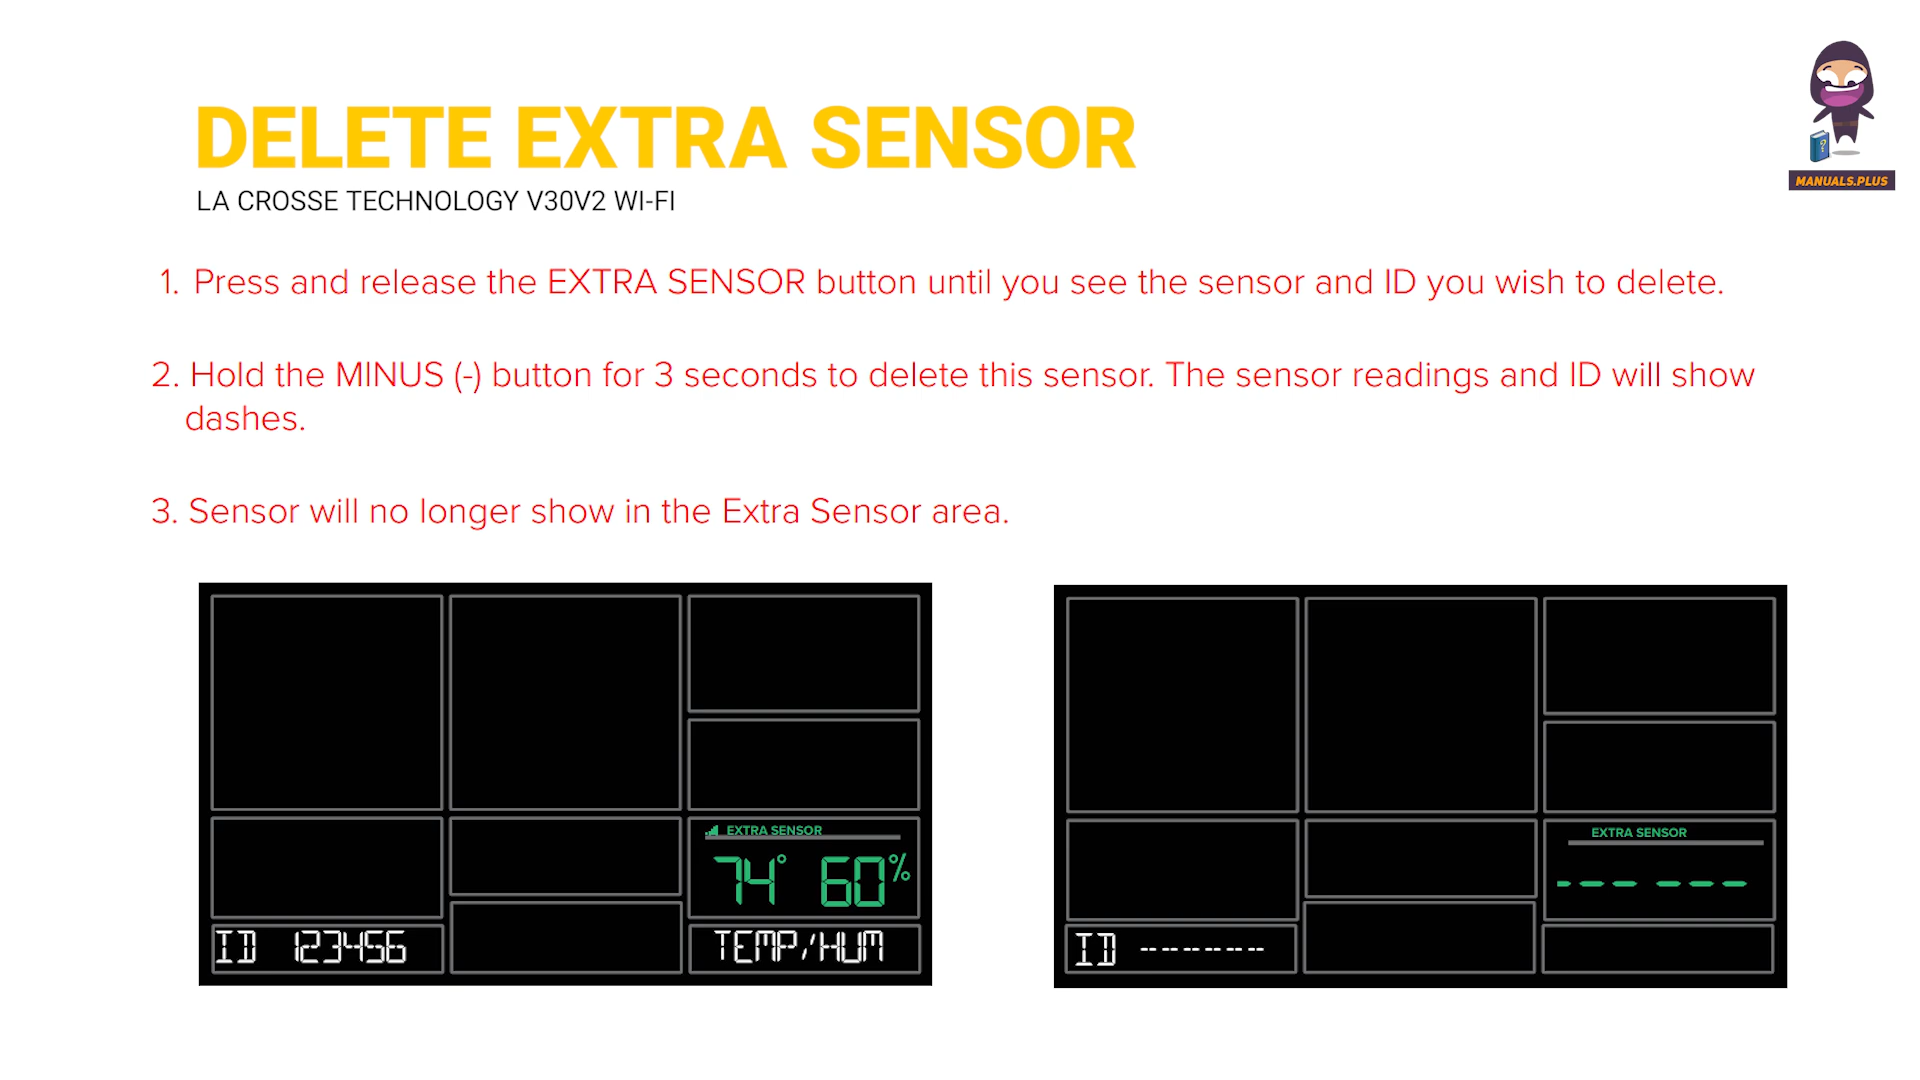 DELETE EXTRA SENSOR
LA CROSSE TECHNOLOGY V30V2 WI-FI
MANUALS.PLUS
1. Press and release the EXTRA SENSOR button until you see the sensor and ID you wish to delete.
2. Hold the MINUS (-) button for 3 seconds to delete this sensor. The sensor readings and ID will show
dashes.
3. Sensor will no longer show in the Extra Sensor area.
EXTRA SENSOR
74° 60%
ID 123456
TEMP/HUM
EXTRA SENSOR
--- ---
ID --------